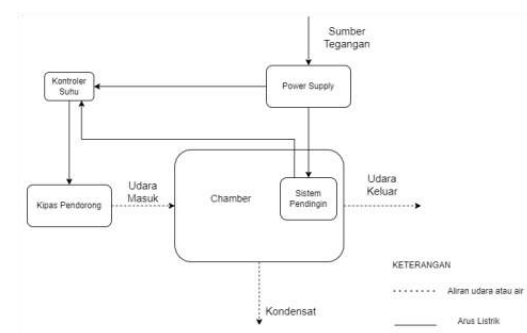 Sumber
Tegangan
Kontroler
Suhu
Power Supply
Udara
Masuk
Chamber
Sistem
Pendingin
Udara
Keluar
Kipas Pendorong
KETERANGAN
Aliran udara atau air
Kondensat
Arus Listrik